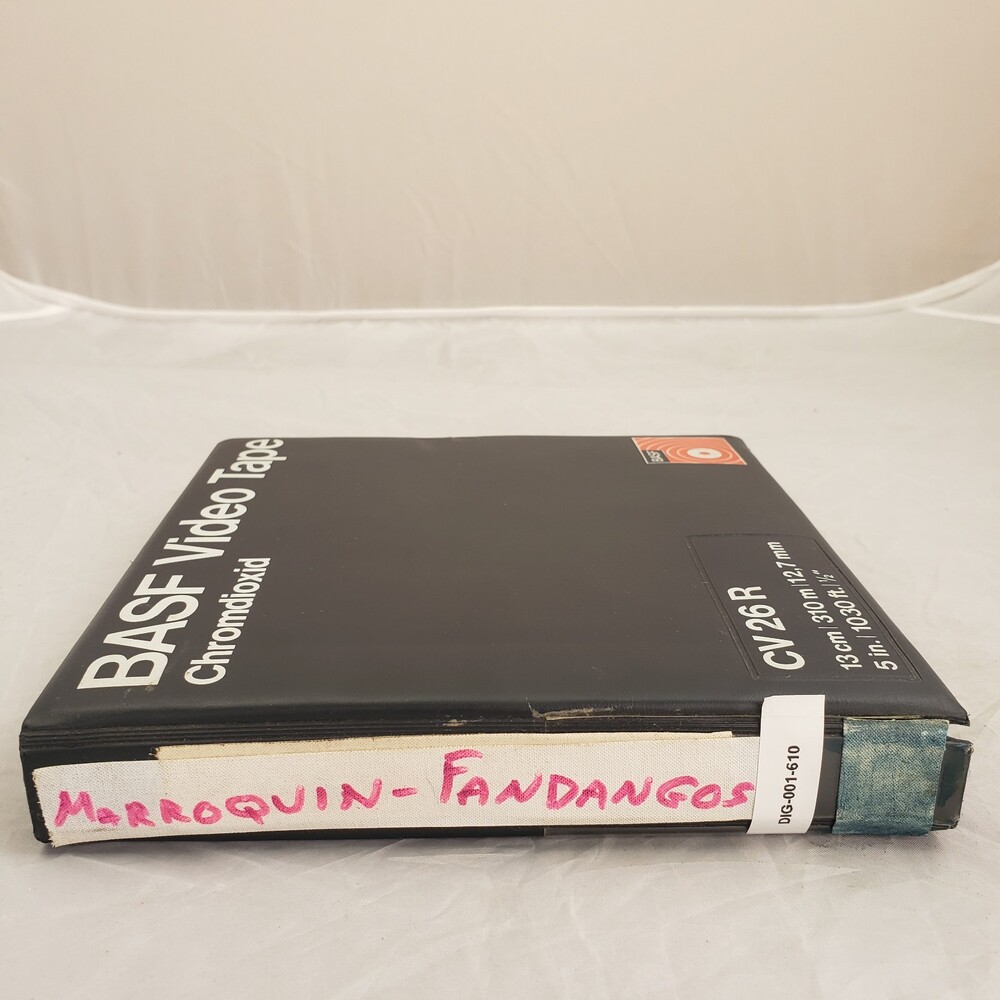 BASF Video Tape
Chromdioxid
BASF
CV 26 R
13 cm | 310 m | 12,7 mm
5 in. | 1030 ft. | ½"
MARROQUIN - FANDANGOS
DIG-001-610